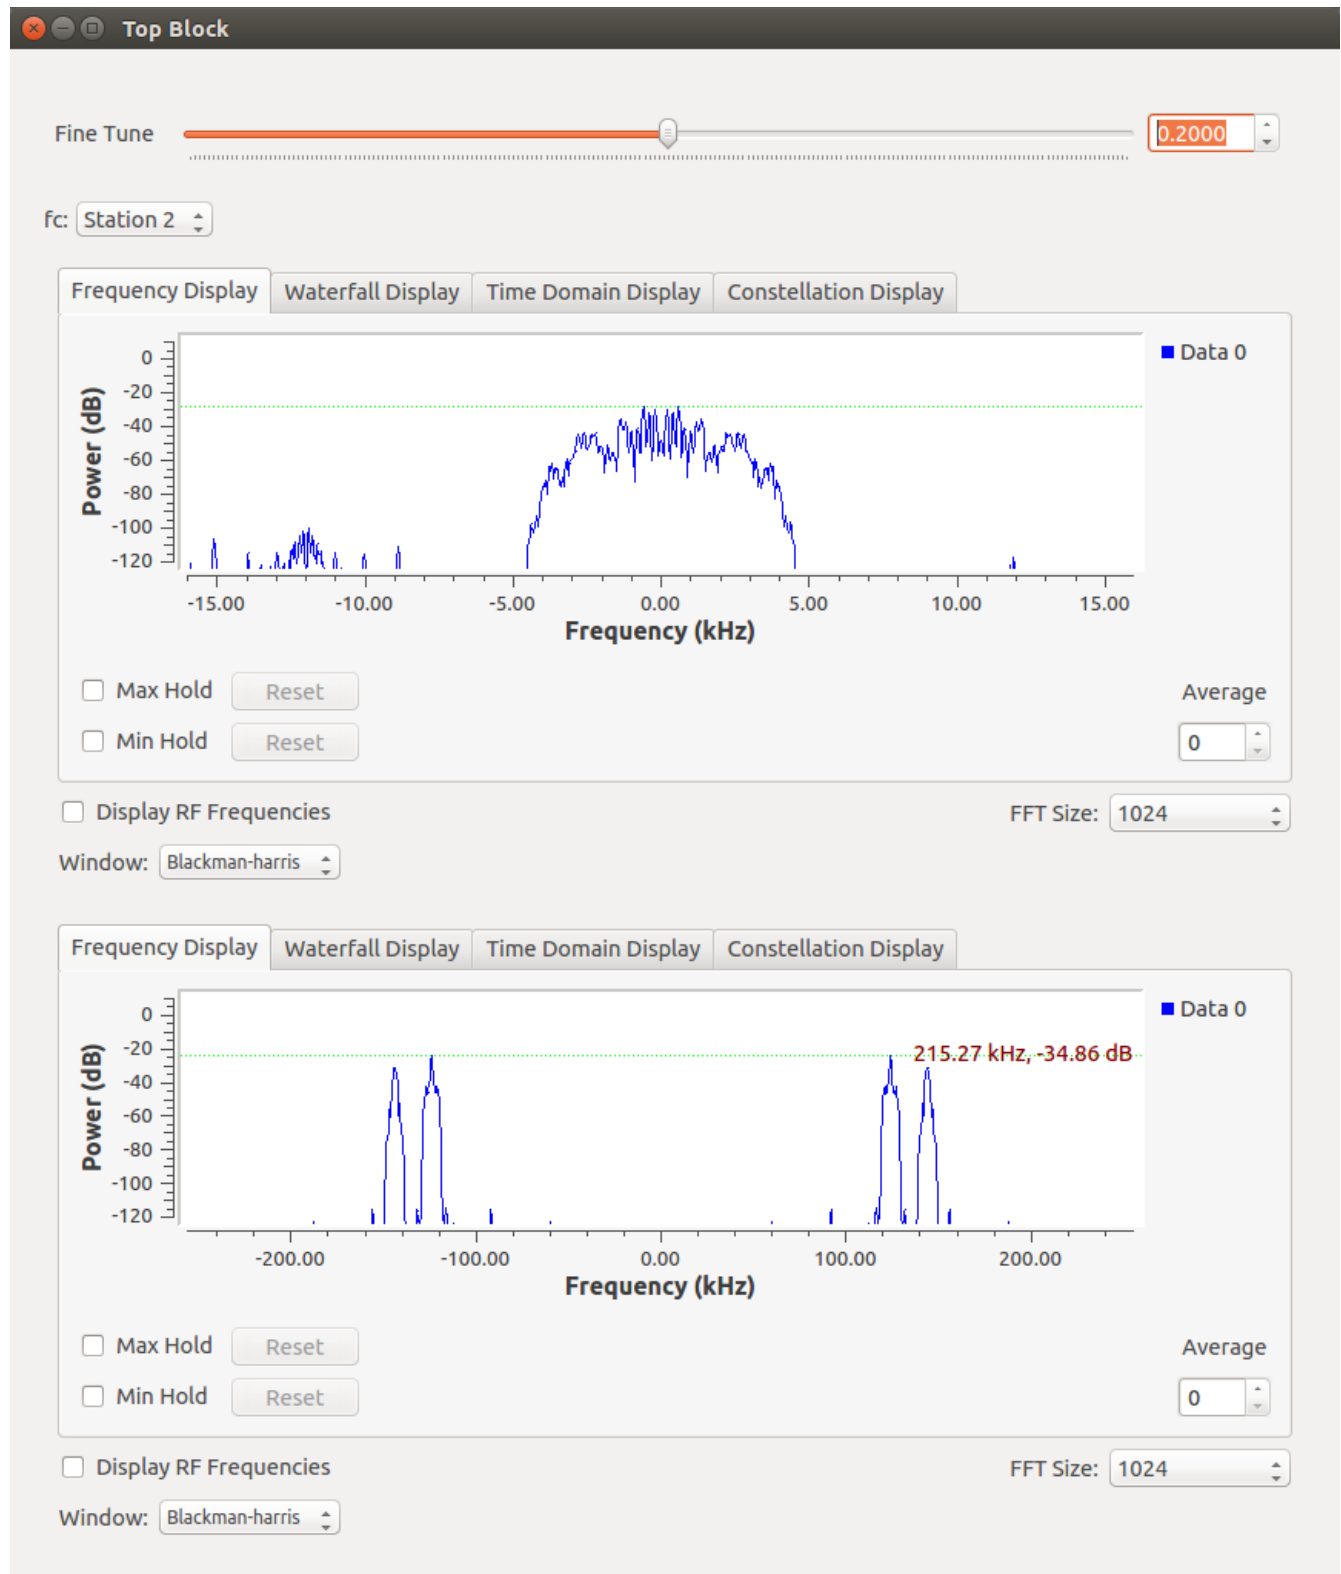 Top Block
Fine Tune 0.2000
fc: Station 2
Frequency Display Waterfall Display Time Domain Display Constellation Display
Data 0
Power (dB)
0
-20
-40
-60
-80
-100
-120
-15.00 -10.00 -5.00 0.00 5.00 10.00 15.00
Frequency (kHz)
Max Hold Reset Average
Min Hold Reset 0
Display RF Frequencies FFT Size: 1024
Window: Blackman-harris
Frequency Display Waterfall Display Time Domain Display Constellation Display
Data 0
215.27 kHz, -34.86 dB
Power (dB)
0
-20
-40
-60
-80
-100
-120
-200.00 -100.00 0.00 100.00 200.00
Frequency (kHz)
Max Hold Reset Average
Min Hold Reset 0
Display RF Frequencies FFT Size: 1024
Window: Blackman-harris